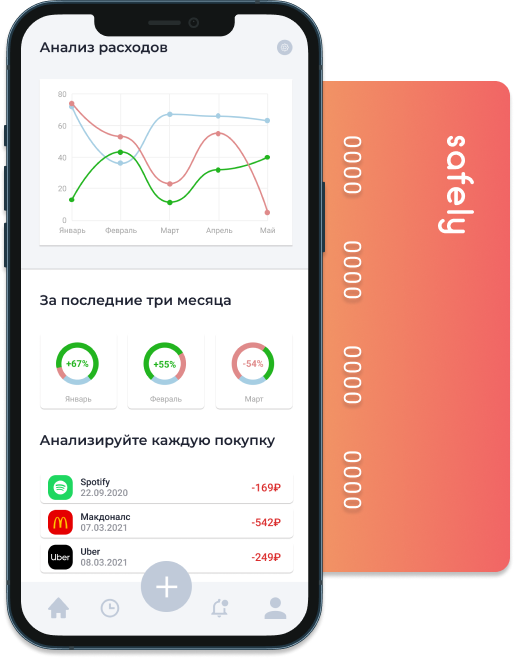 Анализ расходов
80
60
40
20
0
Январь Февраль Март Апрель Май
За последние три месяца
+67% +55% -54%
Январь Февраль Март
Анализируйте каждую покупку
Spotify
22.09.2020
-169₽
Макдоналс
07.03.2021
-542₽
Uber
Uber
08.03.2021
-249₽
safely
0000 0000 0000 0000